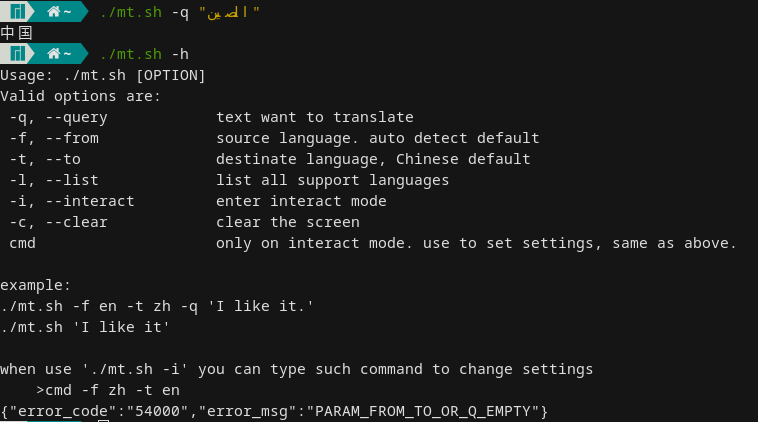 ~ ./mt.sh -q "الصين"
中国
~ ./mt.sh -h
Usage: ./mt.sh [OPTION]
Valid options are:
-q, --query text want to translate
-f, --from source language. auto detect default
-t, --to destinate language, Chinese default
-l, --list list all support languages
-i, --interact enter interact mode
-c, --clear clear the screen
cmd only on interact mode. use to set settings, same as above.
example:
./mt.sh -f en -t zh -q 'I like it.'
./mt.sh 'I like it'
when use './mt.sh -i' you can type such command to change settings
>cmd -f zh -t en
{"error_code":"54000","error_msg":"PARAM_FROM_TO_OR_Q_EMPTY"}